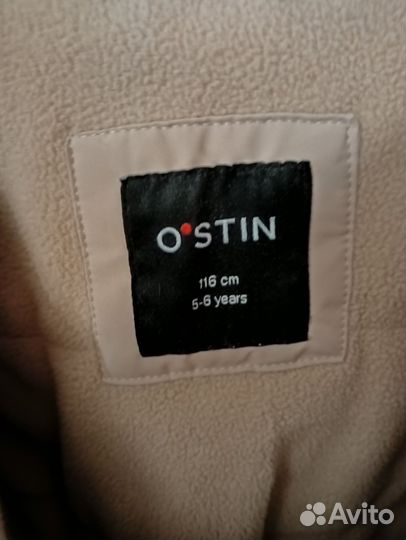 O'STIN
116 cm
5-6 years
Avito